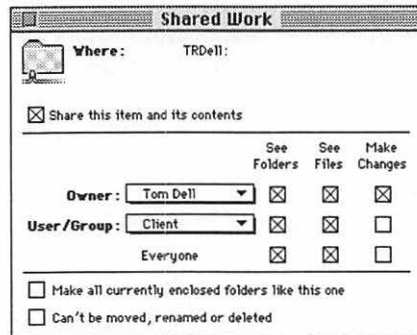 Shared Work
Where: TRDell:
Share this item and its contents
See Folders See Files Make Changes
Owner: Tom Dell
User/Group: Client
Everyone
Make all currently enclosed folders like this one
Can't be moved, renamed or deleted